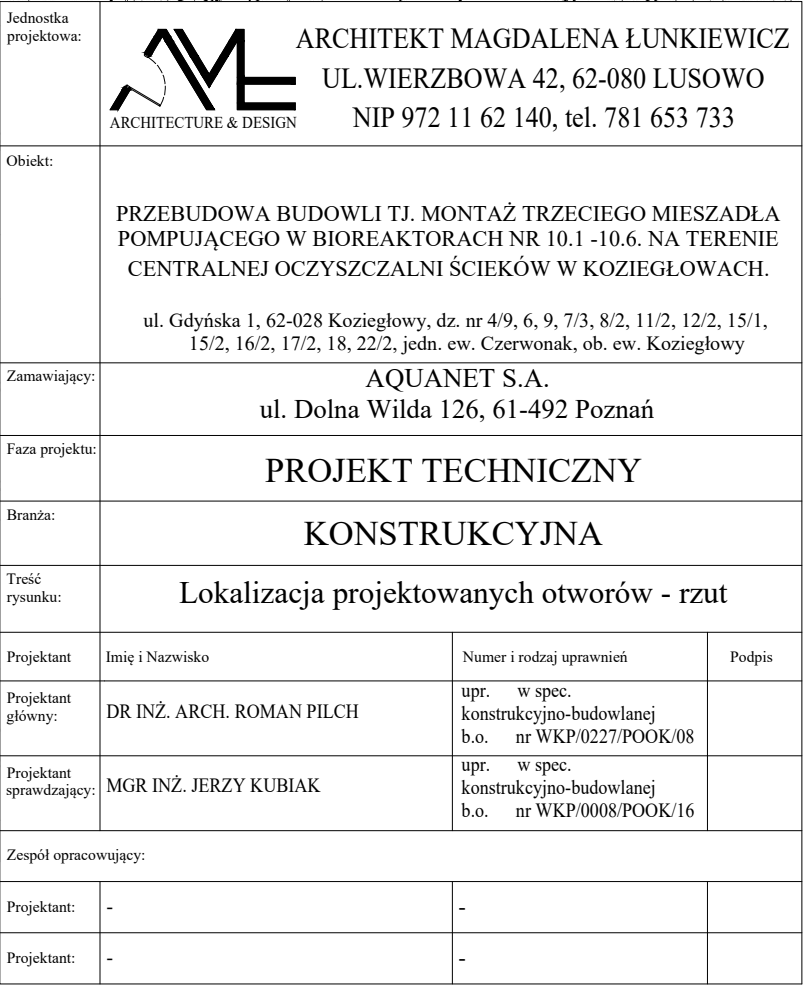 Jednostka
projektowa:
ARCHITECTURE & DESIGN
ARCHITEKT MAGDALENA ŁUNKIEWICZ
UL.WIERZBOWA 42, 62-080 LUSOWO
NIP 972 11 62 140, tel. 781 653 733
Obiekt:
PRZEBUDOWA BUDOWLI TJ. MONTAŻ TRZECIEGO MIESZADŁA
POMPUJĄCEGO W BIOREAKTORACH NR 10.1 -10.6. NA TERENIE
CENTRALNEJ OCZYSZCZALNI ŚCIEKÓW W KOZIEGŁOWACH.
ul. Gdyńska 1, 62-028 Koziegłowy, dz. nr 4/9, 6, 9, 7/3, 8/2, 11/2, 12/2, 15/1,
15/2, 16/2, 17/2, 18, 22/2, jedn. ew. Czerwonak, ob. ew. Koziegłowy
Zamawiający:
AQUANET S.A.
ul. Dolna Wilda 126, 61-492 Poznań
Faza projektu:
PROJEKT TECHNICZNY
Branża:
KONSTRUKCYJNA
Treść
rysunku:
Lokalizacja projektowanych otworów - rzut
Projektant
Imię i Nazwisko
Numer i rodzaj uprawnień
Podpis
Projektant
główny:
DR INŻ. ARCH. ROMAN PILCH
upr. w spec.
konstrukcyjno-budowlanej
b.o. nr WKP/0227/POOK/08
Projektant
sprawdzający:
MGR INŻ. JERZY KUBIAK
upr. w spec.
konstrukcyjno-budowlanej
b.o. nr WKP/0008/POOK/16
Zespół opracowujący:
Projektant:
-
-
Projektant:
-
-